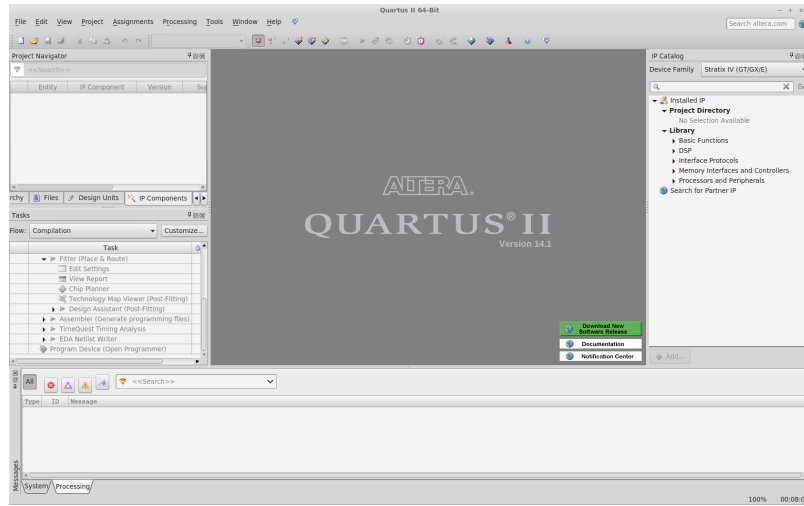 Quartus II 64-Bit
File Edit View Project Assignments Processing Tools Window Help
Search altera.com
Project Navigator
<<Search>>
Entity IP Component Version
Files Design Units IP Components
Tasks
Flow: Compilation Customize...
Task
Fitter (Place & Route)
Edit Settings
View Report
Chip Planner
Technology Map Viewer (Post-Fitting)
Design Assistant (Post-Fitting)
Assembler (Generate programming files)
TimeQuest Timing Analysis
EDA Netlist Writer
Program Device (Open Programmer)
ALTERA®
QUARTUS® II
Version 14.1
Download New
Software Release
Documentation
Notification Center
IP Catalog
Device Family Stratix IV (GT/GX/E)
Installed IP
Project Directory
No Selection Available
Library
Basic Functions
DSP
Interface Protocols
Memory Interfaces and Controllers
Processors and Peripherals
Search for Partner IP
Add...
All
<<Search>>
Type ID Message
Messages
System Processing
100% 00:08:0